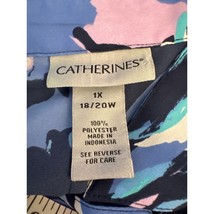 CATHERINES®
1X
18/20W
100%
POLYESTER
MADE IN
INDONESIA
SEE REVERSE
FOR CARE